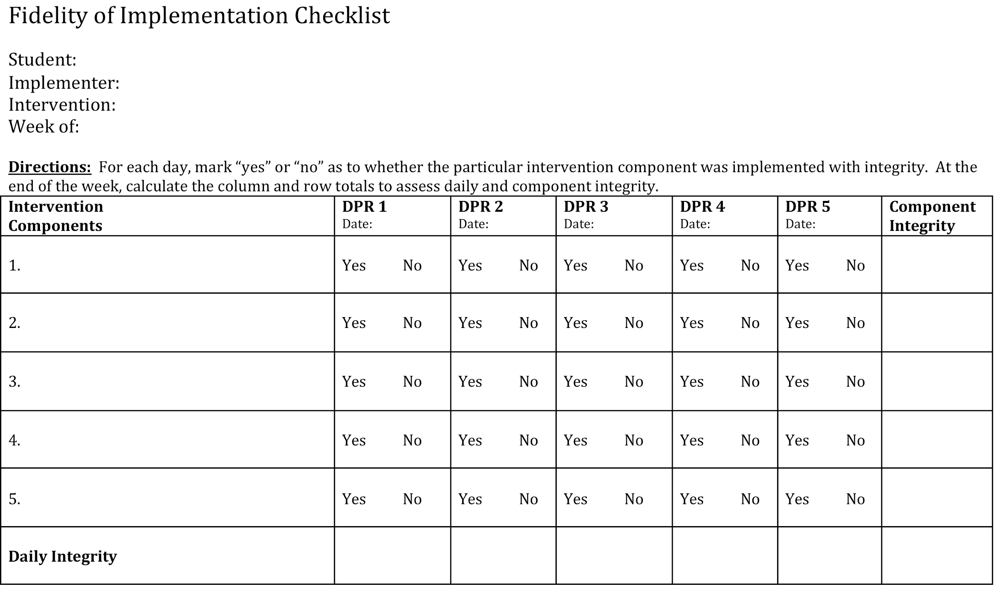 Fidelity of Implementation Checklist
Student:
Implementer:
Intervention:
Week of:
Directions:  For each day, mark “yes” or “no” as to whether the particular intervention component was implemented with integrity.  At the
end of the week, calculate the column and row totals to assess daily and component integrity.
Intervention Components DPR 1 Date: DPR 2 Date: DPR 3 Date: DPR 4 Date: DPR 5 Date: Component Integrity
1. Yes No Yes No Yes No Yes No Yes No
2. Yes No Yes No Yes No Yes No Yes No
3. Yes No Yes No Yes No Yes No Yes No
4. Yes No Yes No Yes No Yes No Yes No
5. Yes No Yes No Yes No Yes No Yes No
Daily Integrity